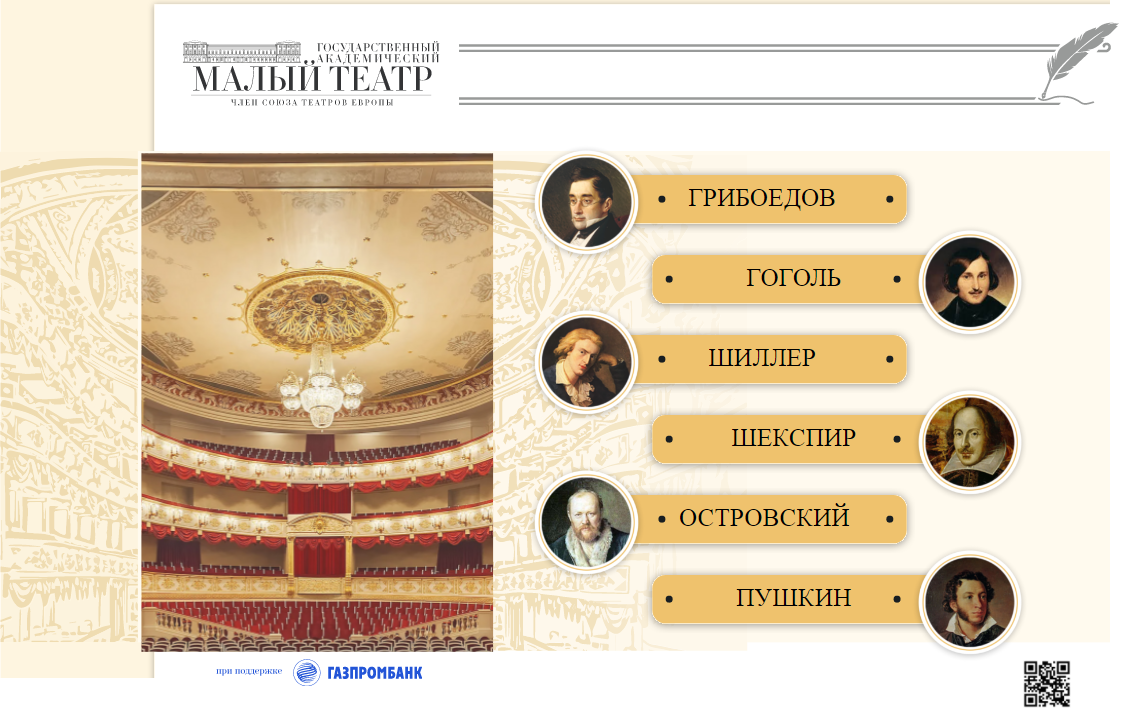 ГОСУДАРСТВЕННЫЙ
АКАДЕМИЧЕСКИЙ
МАЛЫЙ ТЕАТР
ЧЛЕН СОЮЗА ТЕАТРОВ ЕВРОПЫ
ГРИБОЕДОВ
ГОГОЛЬ
ШИЛЛЕР
ШЕКСПИР
ОСТРОВСКИЙ
ПУШКИН
при поддержке ГАЗПРОМБАНК